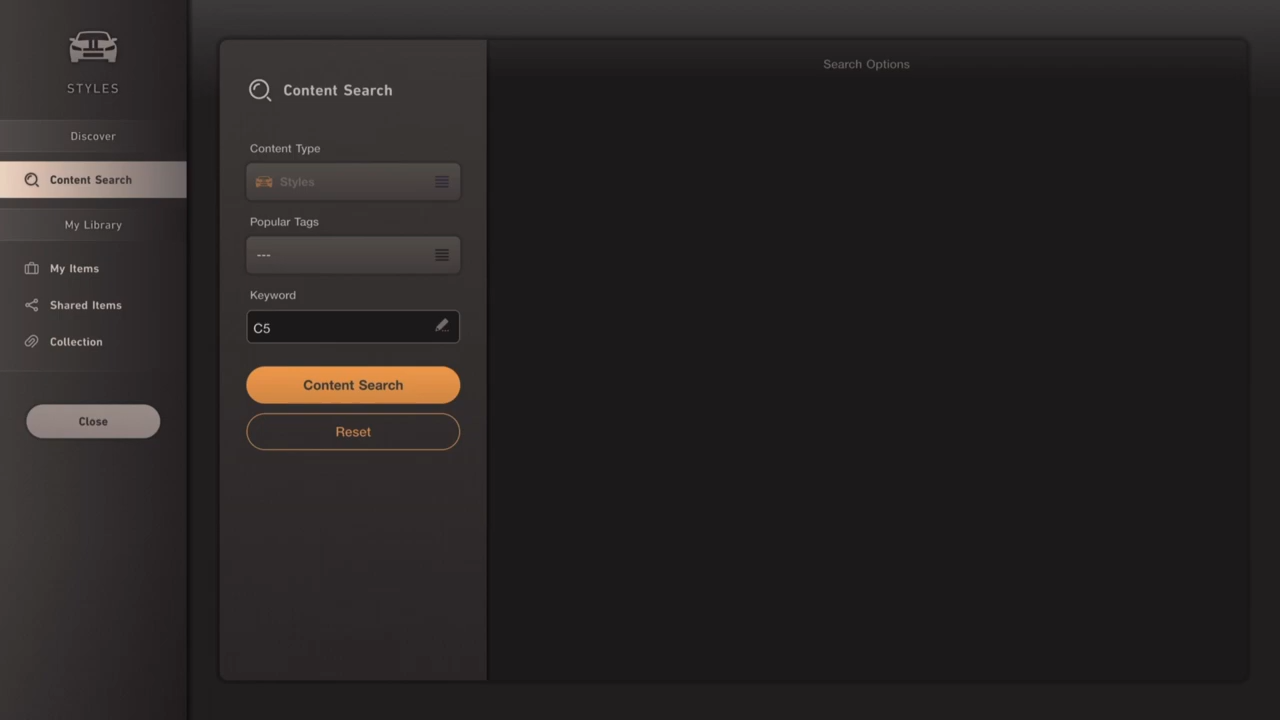 STYLES
Discover
Content Search
My Library
My Items
Shared Items
Collection
Close
Content Search
Content Type
Styles
Popular Tags
---
Keyword
C5
Content Search
Reset
Search Options